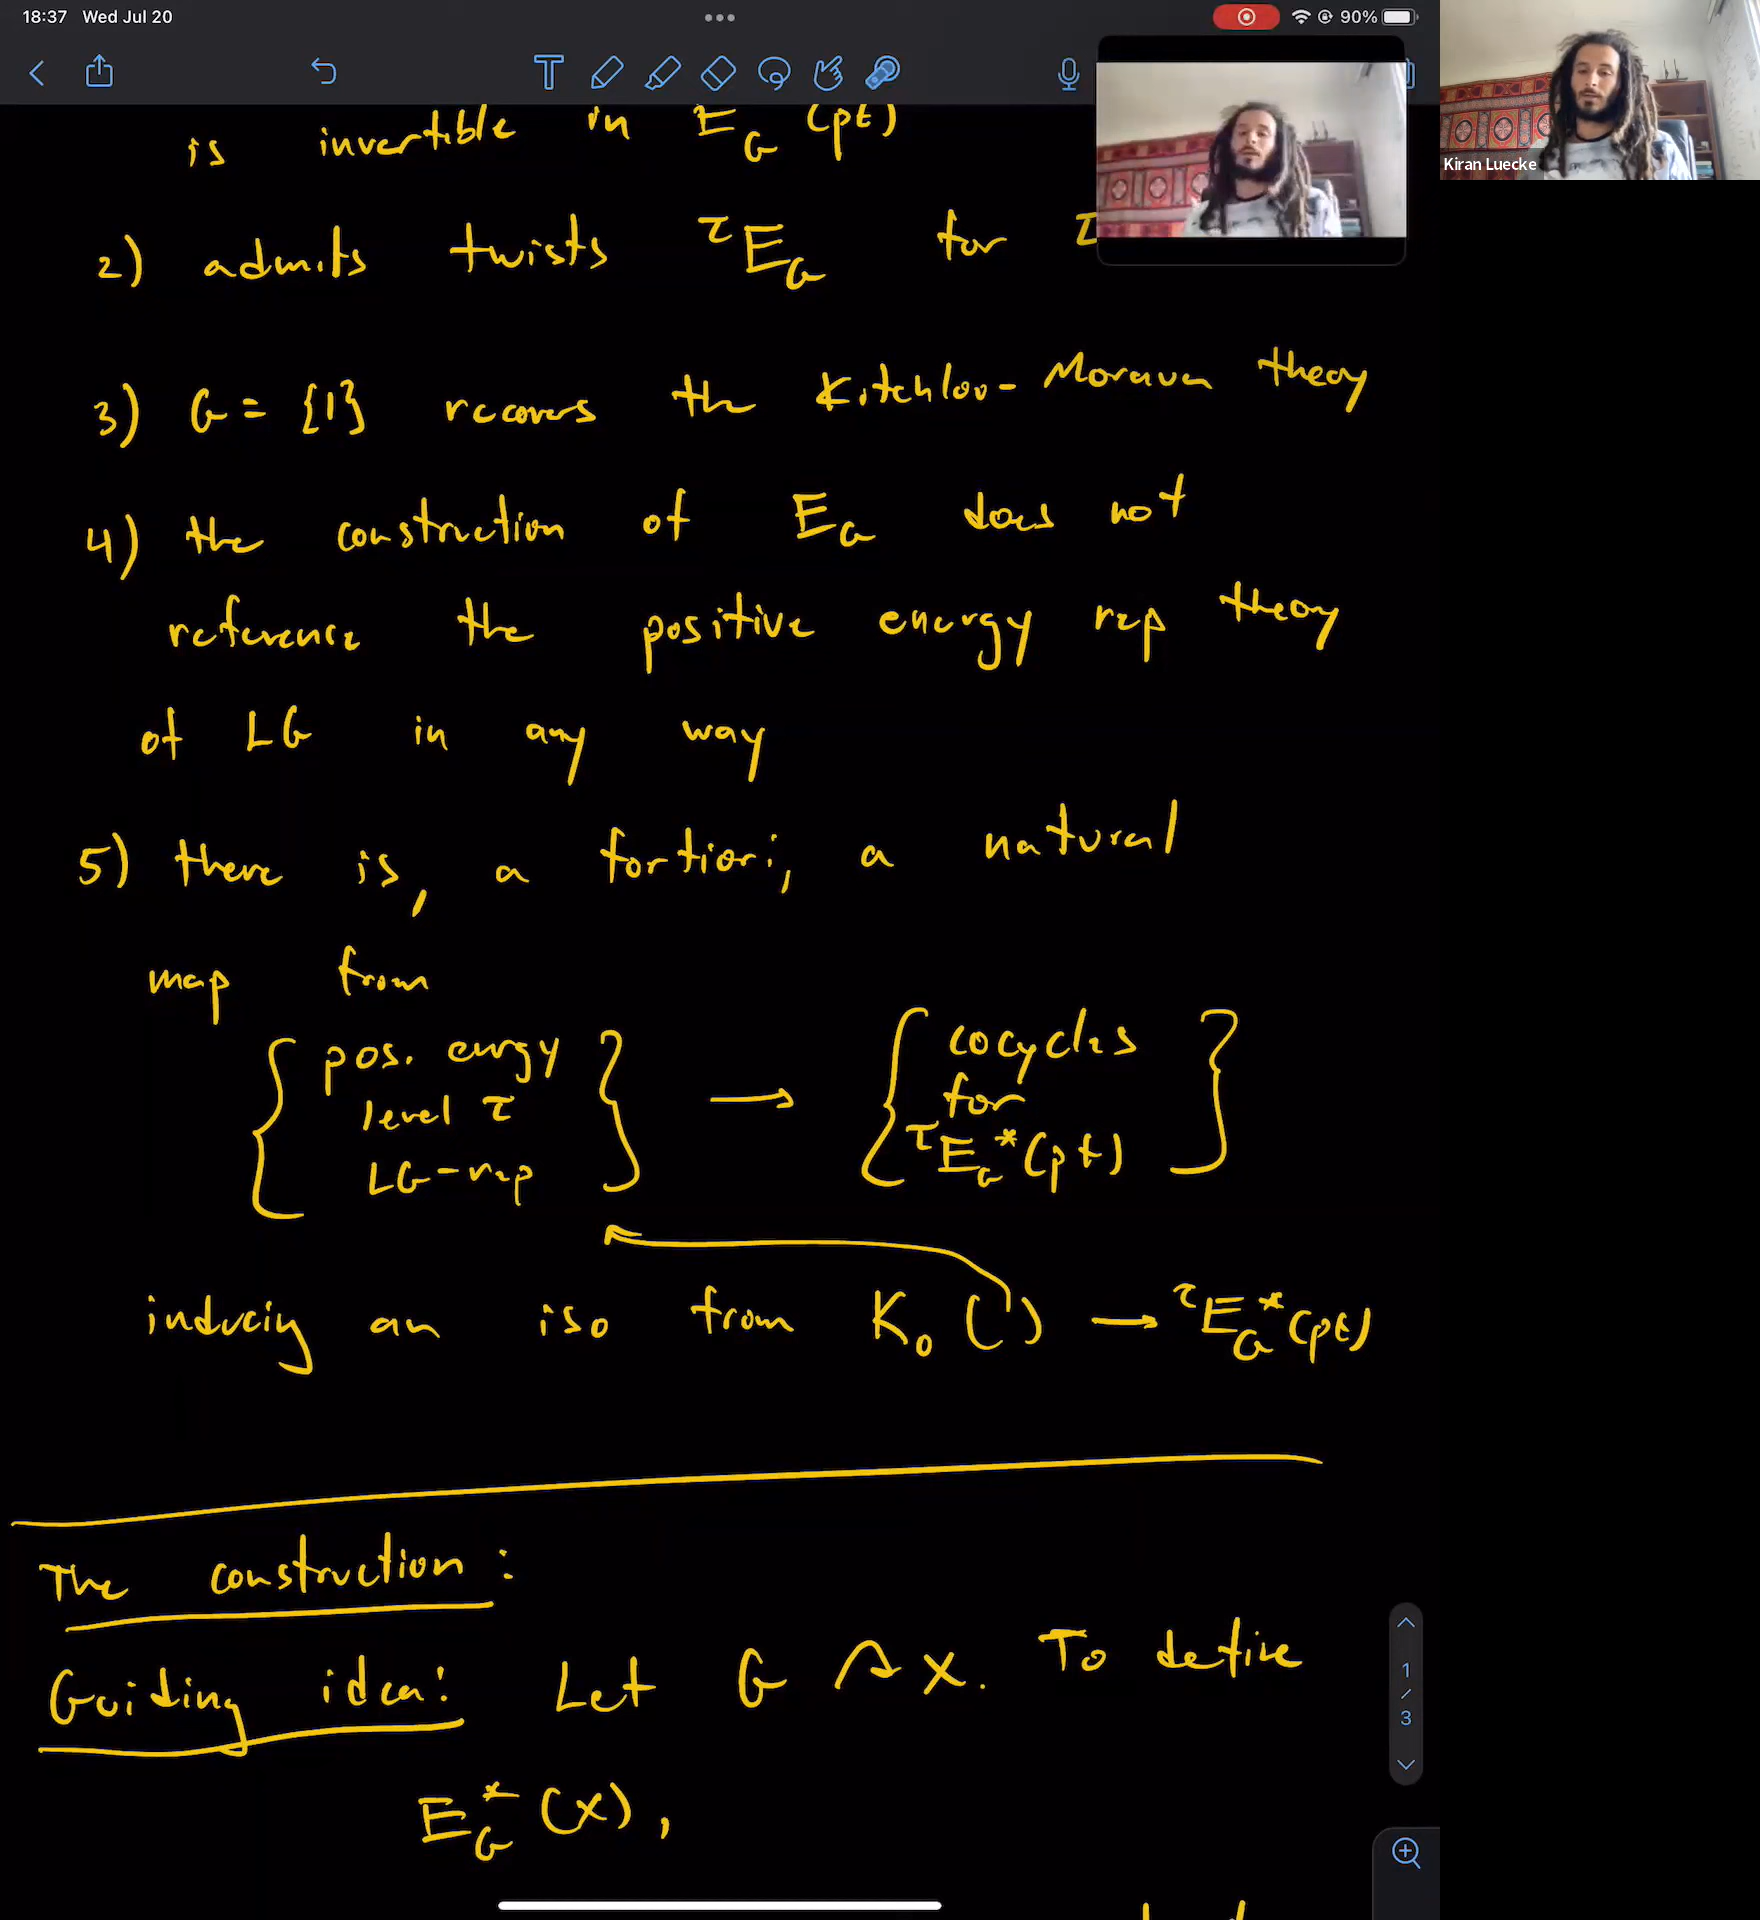 18:37 Wed Jul 20
90%
Kiran Luecke
is invertible in E_G (pt)
2) admits twists ^τE_G for τ
3) G = {1} recovers the Kitchloo-Morava theory
4) the construction of E_G does not
reference the positive energy rep theory
of LG in any way
5) there is, a fortiori, a natural
map from
{ pos. enrgy level τ LG-rep } → { cocycles for ^τE_G^*(pt) }
inducing an iso from K_0 ( ) → ^τE_G^*(pt)
The construction:
Guiding idea: Let G ↷ X. To define
E_G^*(X),
1
/
3